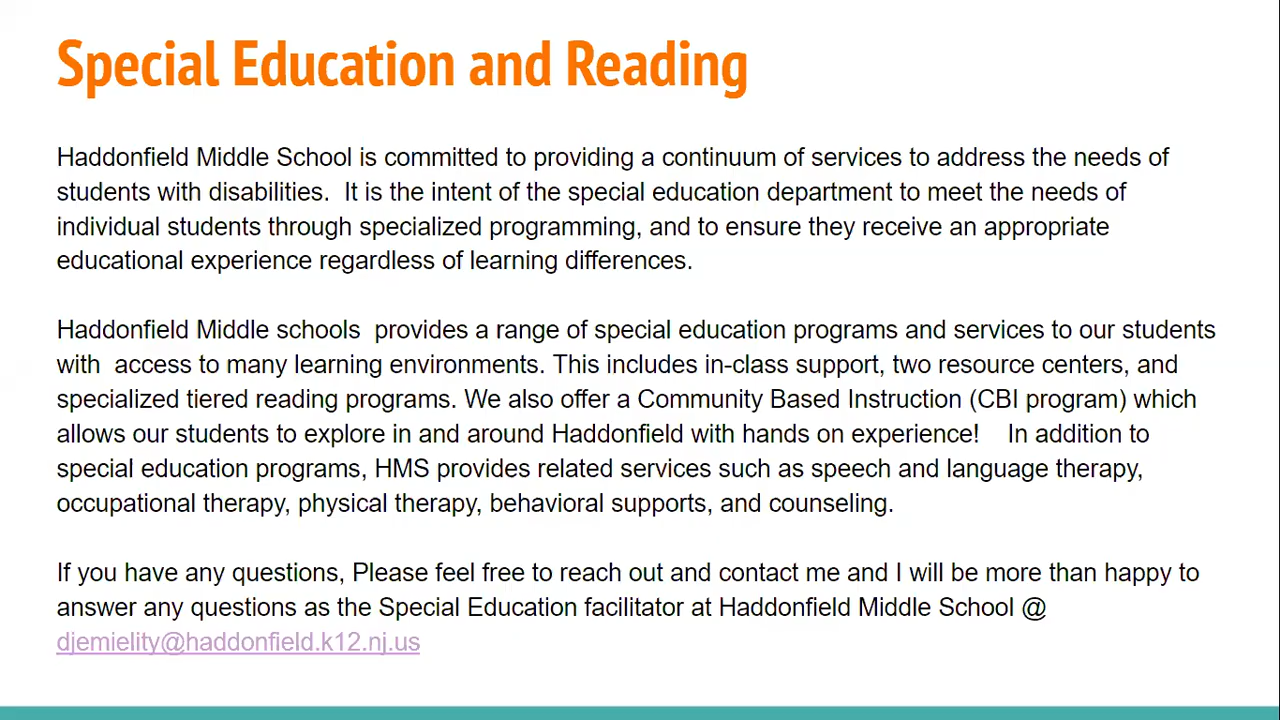 Special Education and Reading
Haddonfield Middle School is committed to providing a continuum of services to address the needs of
students with disabilities.  It is the intent of the special education department to meet the needs of
individual students through specialized programming, and to ensure they receive an appropriate
educational experience regardless of learning differences.
Haddonfield Middle schools  provides a range of special education programs and services to our students
with  access to many learning environments. This includes in-class support, two resource centers, and
specialized tiered reading programs. We also offer a Community Based Instruction (CBI program) which
allows our students to explore in and around Haddonfield with hands on experience!    In addition to
special education programs, HMS provides related services such as speech and language therapy,
occupational therapy, physical therapy, behavioral supports, and counseling.
If you have any questions, Please feel free to reach out and contact me and I will be more than happy to
answer any questions as the Special Education facilitator at Haddonfield Middle School @
djemielity@haddonfield.k12.nj.us